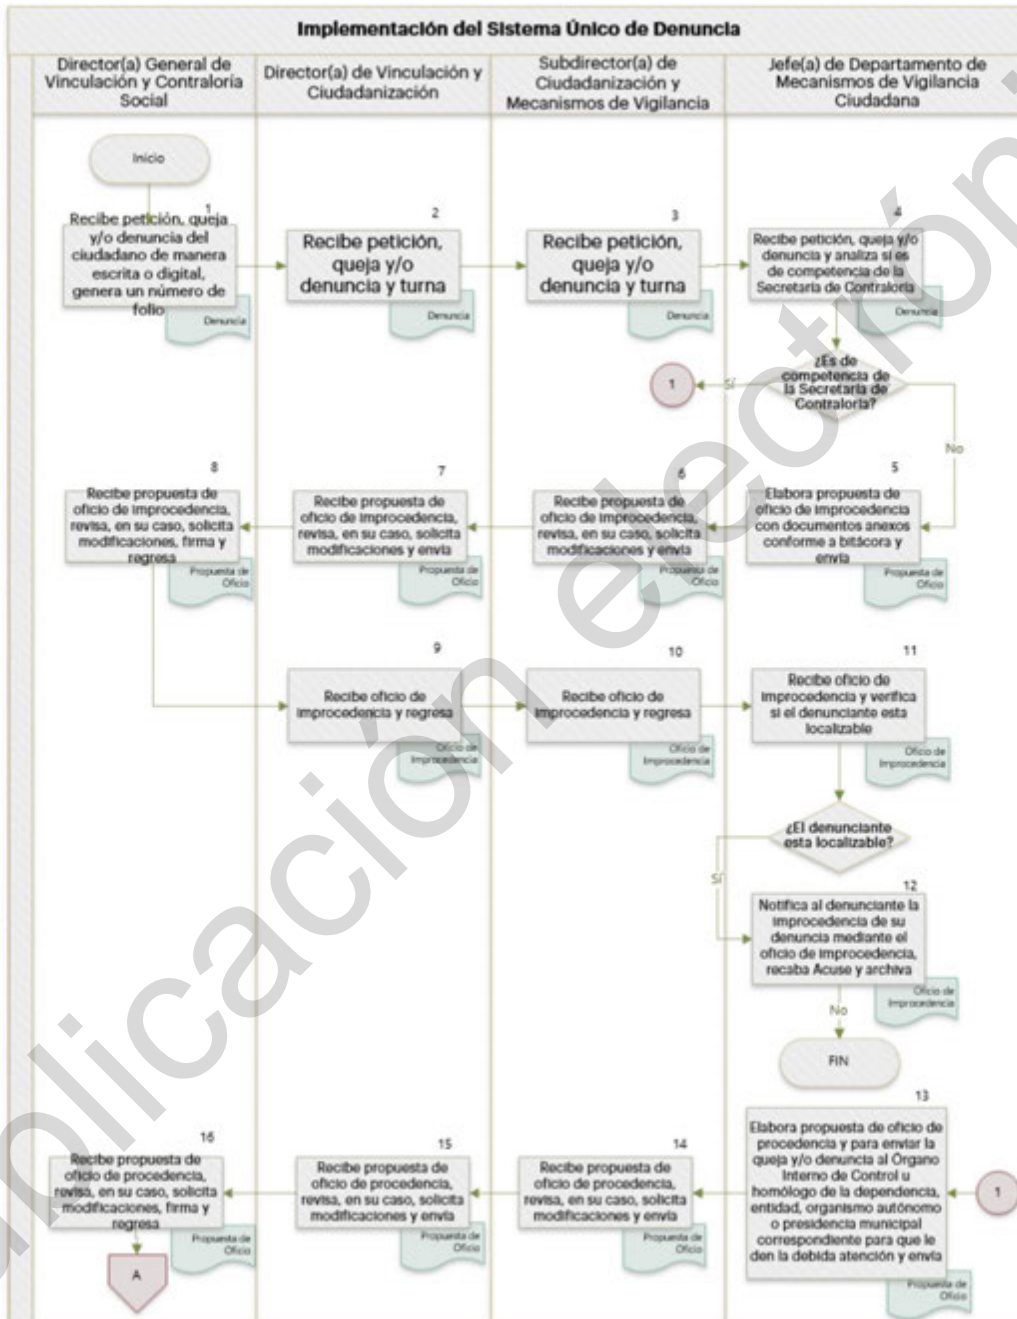 Implementación del Sistema Único de Denuncia
Director(a) General de
Vinculación y Contraloría
Social
Director(a) de Vinculación y
Ciudadanización
Subdirector(a) de
Ciudadanización y
Mecanismos de Vigilancia
Jefe(a) de Departamento de
Mecanismos de Vigilancia
Ciudadana
Inicio
1
Recibe petición, queja
y/o denuncia del
ciudadano de manera
escrita o digital,
genera un número de
folio
Denuncia
2
Recibe petición,
queja y/o
denuncia y turna
Denuncia
3
Recibe petición,
queja y/o
denuncia y turna
Denuncia
4
Recibe petición, queja y/o
denuncia y analiza si es
de competencia de la
Secretaría de Contraloría
Denuncia
¿Es de
competencia de
la Secretaría de
Contraloría?
Sí
1
No
5
Elabora propuesta de
oficio de improcedencia
con documentos anexos
conforme a bitácora y
envía
Propuesta de
Oficio
6
Recibe propuesta de
oficio de improcedencia,
revisa, en su caso, solicita
modificaciones y envía
Propuesta de
Oficio
7
Recibe propuesta de
oficio de improcedencia,
revisa, en su caso, solicita
modificaciones y envía
Propuesta de
Oficio
8
Recibe propuesta de
oficio de improcedencia,
revisa, en su caso, solicita
modificaciones, firma y
regresa
Propuesta de
Oficio
9
Recibe oficio de
improcedencia y regresa
Oficio de
Improcedencia
10
Recibe oficio de
improcedencia y regresa
Oficio de
Improcedencia
11
Recibe oficio de
improcedencia y verifica
si el denunciante esta
localizable
Oficio de
Improcedencia
¿El denunciante
esta localizable?
Sí
12
Notifica al denunciante la
improcedencia de su
denuncia mediante el
oficio de improcedencia,
recaba Acuse y archiva
Oficio de
Improcedencia
No
FIN
13
Elabora propuesta de oficio de
procedencia y para enviar la
queja y/o denuncia al Órgano
Interno de Control u
homólogo de la dependencia,
entidad, organismo autónomo
o presidencia municipal
correspondiente para que le
den la debida atención y envía
Propuesta de
Oficio
1
14
Recibe propuesta de
oficio de procedencia,
revisa, en su caso, solicita
modificaciones y envía
Propuesta de
Oficio
15
Recibe propuesta de
oficio de procedencia,
revisa, en su caso, solicita
modificaciones y envía
Propuesta de
Oficio
16
Recibe propuesta de
oficio de procedencia,
revisa, en su caso, solicita
modificaciones, firma y
regresa
Propuesta de
Oficio
A
plicación electróni